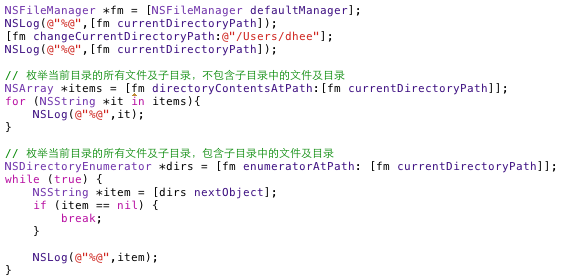 NSFileManager *fm = [NSFileManager defaultManager];
NSLog(@"%@",[fm currentDirectoryPath]);
[fm changeCurrentDirectoryPath:@"/Users/dhee"];
NSLog(@"%@",[fm currentDirectoryPath]);
// 枚举当前目录的所有文件及子目录，不包含子目录中的文件及目录
NSArray *items = [fm directoryContentsAtPath:[fm currentDirectoryPath]];
for (NSString *it in items){
NSLog(@"%@",it);
}
// 枚举当前目录的所有文件及子目录，包含子目录中的文件及目录
NSDirectoryEnumerator *dirs = [fm enumeratorAtPath: [fm currentDirectoryPath]];
while (true) {
NSString *item = [dirs nextObject];
if (item == nil) {
break;
}
NSLog(@"%@",item);
}